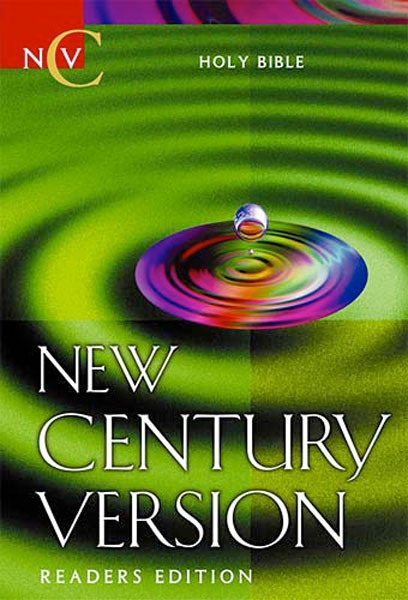 NCV
HOLY BIBLE
NEW
CENTURY
VERSION
READERS EDITION